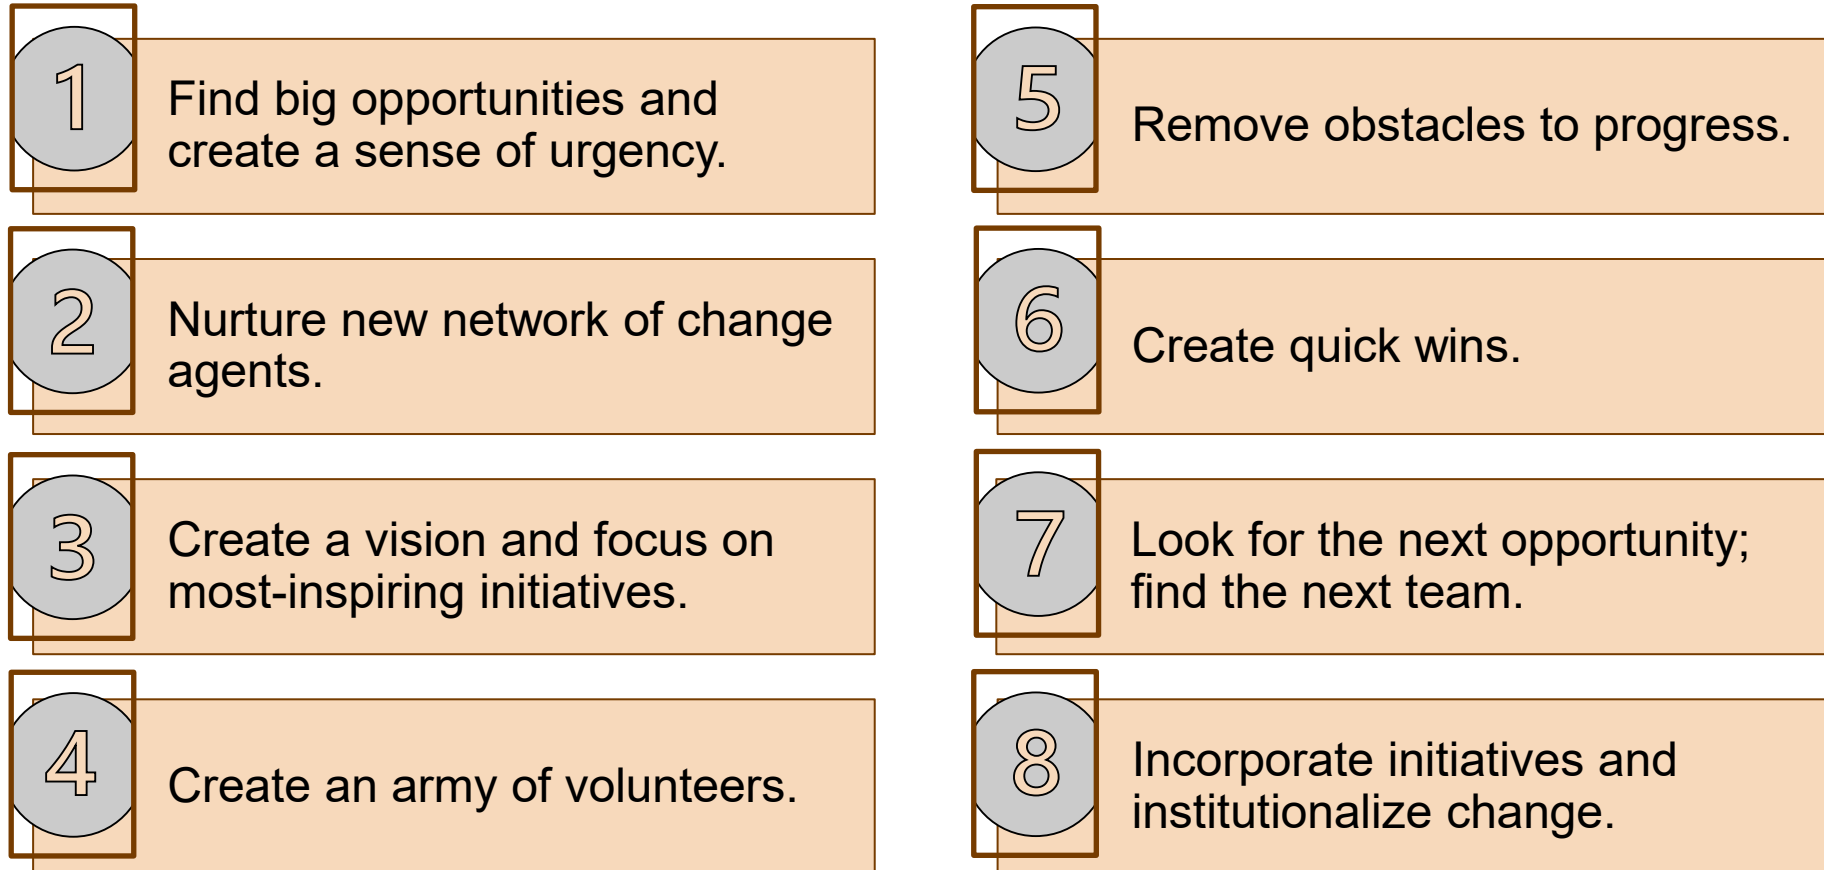 1
Find big opportunities and
create a sense of urgency.
2
Nurture new network of change
agents.
3
Create a vision and focus on
most-inspiring initiatives.
4
Create an army of volunteers.
5
Remove obstacles to progress.
6
Create quick wins.
7
Look for the next opportunity;
find the next team.
8
Incorporate initiatives and
institutionalize change.